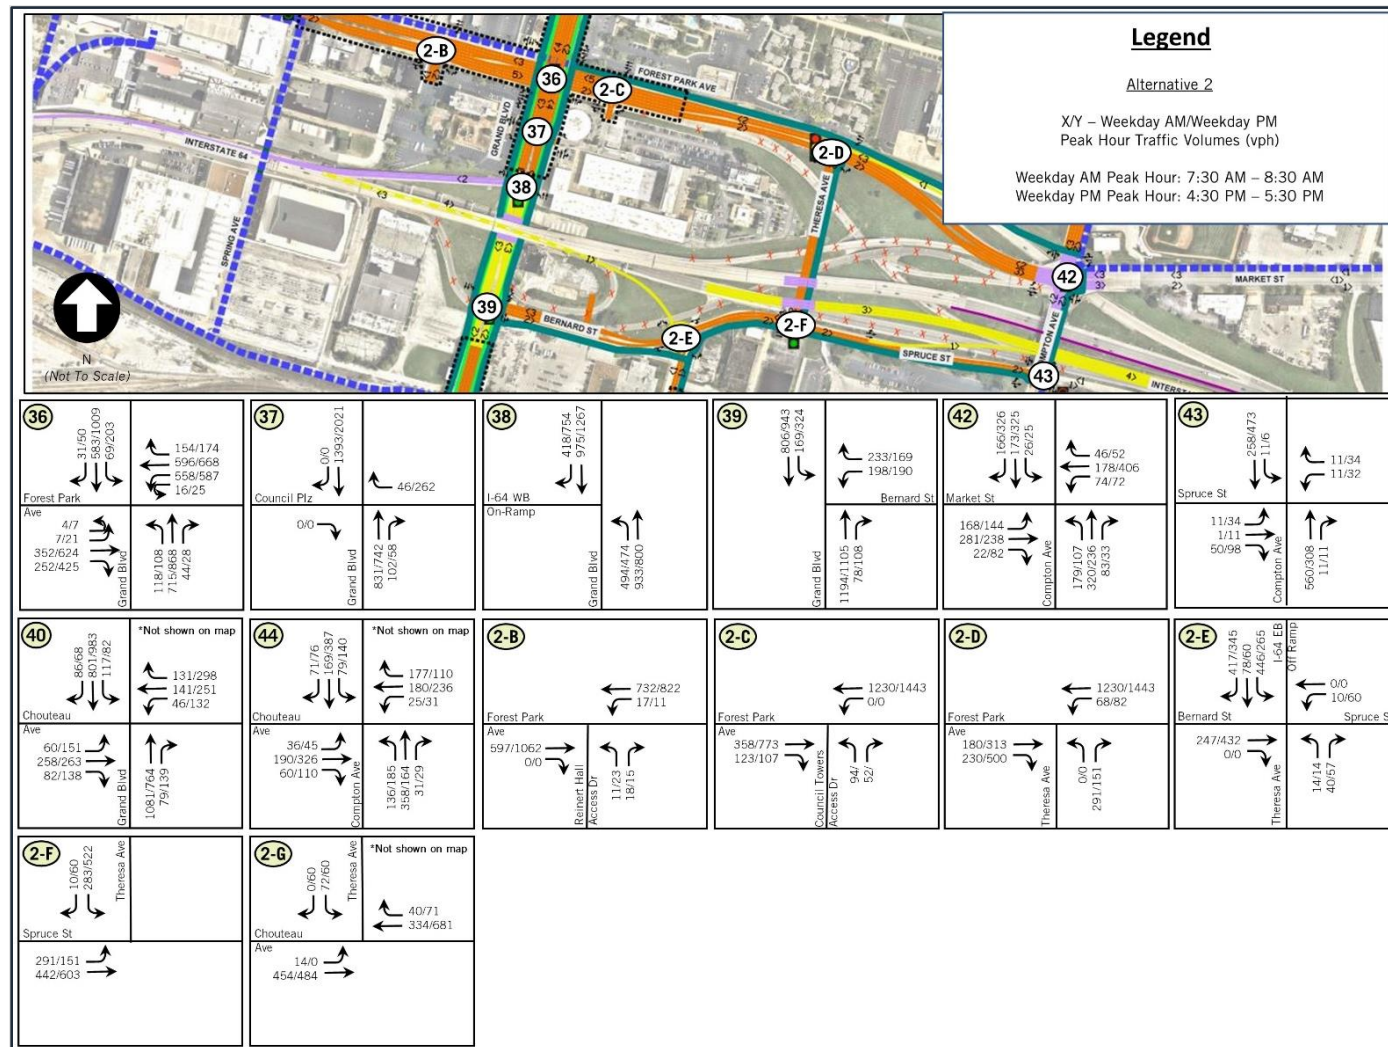 Legend
Alternative 2
X/Y – Weekday AM/Weekday PM
Peak Hour Traffic Volumes (vph)
Weekday AM Peak Hour: 7:30 AM – 8:30 AM
Weekday PM Peak Hour: 4:30 PM – 5:30 PM
2-B
36
2-C
FOREST PARK AVE
GRAND BLVD
37
INTERSTATE 64
38
2-D
THERESA AVE
SPRING AVE
42
MARKET ST
39
BERNARD ST
2-E
2-F
SPRUCE ST
43
N
(Not To Scale)
36
31/50
583/1009
69/203
154/174
596/668
558/587
16/25
Forest Park
Ave
4/7
7/21
352/624
252/425
Grand Blvd
118/108
715/868
44/28
37
0/0
1393/2021
46/262
Council Plz
0/0
Grand Blvd
831/742
102/58
38
418/754
975/1267
I-64 WB
On-Ramp
Grand Blvd
494/474
933/800
39
806/943
169/324
233/169
198/190
Bernard St
Grand Blvd
1194/1105
78/108
42
166/326
173/325
26/25
46/52
178/406
74/72
Market St
168/144
281/238
22/82
Compton Ave
179/107
320/236
83/33
43
258/473
11/6
11/34
11/32
Spruce St
11/34
1/11
50/98
Compton Ave
560/308
11/11
40
*Not shown on map
86/68
801/983
117/82
131/298
141/251
46/132
Chouteau
Ave
60/151
258/263
82/138
Grand Blvd
1081/764
79/139
44
*Not shown on map
71/76
169/387
79/140
177/110
180/236
25/31
Chouteau
Ave
36/45
190/326
60/110
Compton Ave
136/185
358/164
31/29
2-B
732/822
17/11
Forest Park
Ave
597/1062
0/0
Reinert Hall
Access Dr
11/23
18/15
2-C
1230/1443
0/0
Forest Park
Ave
358/773
123/107
Council Towers
Access Dr
94/
52/
2-D
1230/1443
68/82
Forest Park
Ave
180/313
230/500
Theresa Ave
0/0
291/151
2-E
417/345
78/60
446/265
I-64 EB
Off Ramp
0/0
10/60
Bernard St
Spruce S
247/432
0/0
Theresa Ave
14/14
40/57
2-F
10/60
283/522
Theresa Ave
Spruce St
291/151
442/603
2-G
*Not shown on map
0/60
72/60
Theresa Ave
40/71
334/681
Chouteau
Ave
14/0
454/484